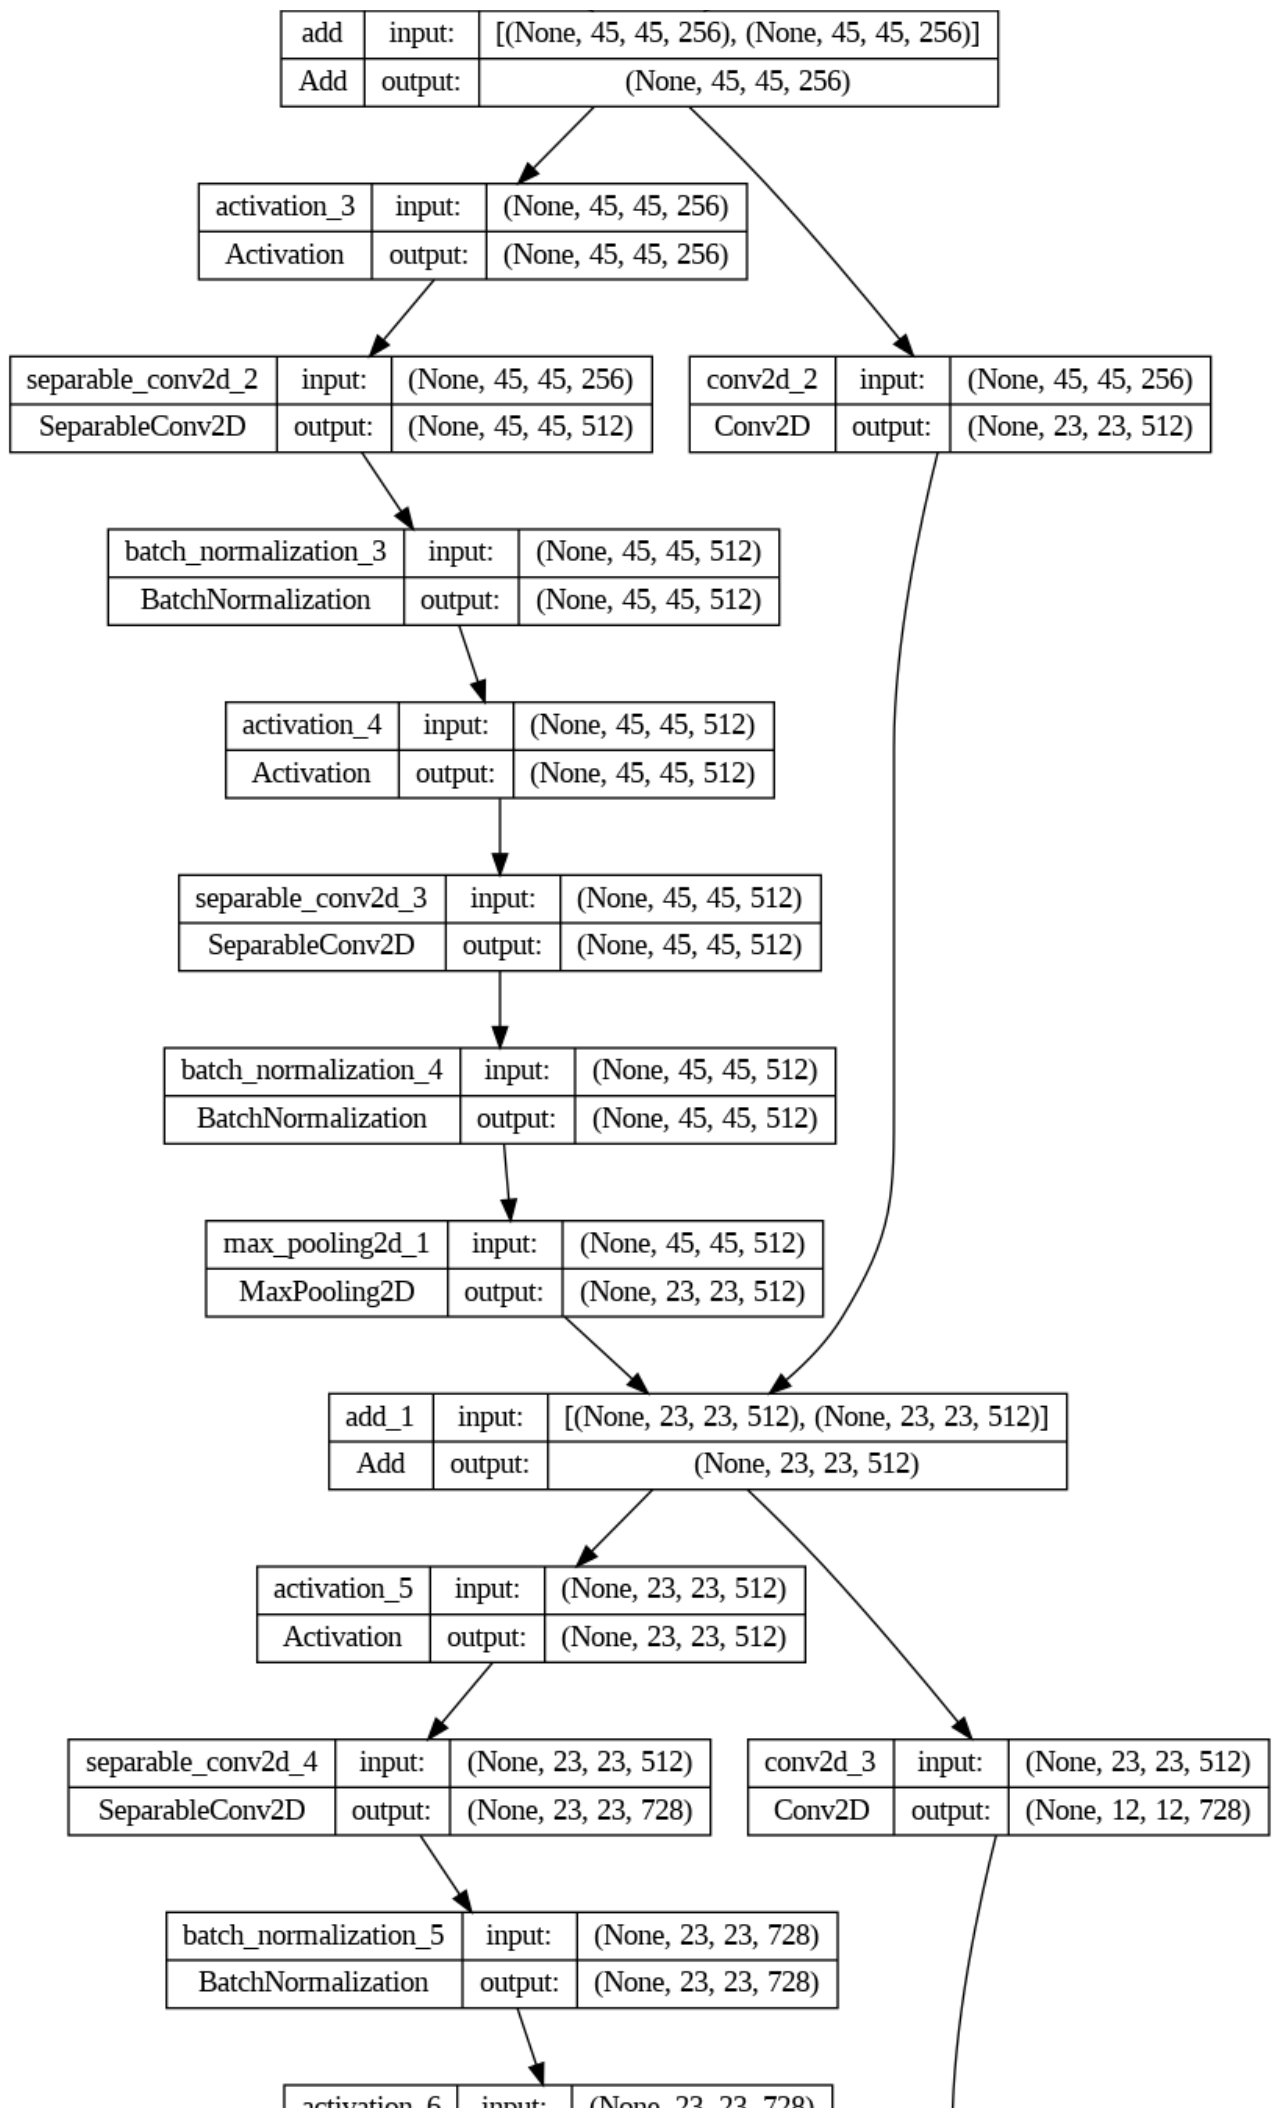 add input: [(None, 45, 45, 256), (None, 45, 45, 256)]
Add output: (None, 45, 45, 256)
activation_3 input: (None, 45, 45, 256)
Activation output: (None, 45, 45, 256)
separable_conv2d_2 input: (None, 45, 45, 256)
SeparableConv2D output: (None, 45, 45, 512)
conv2d_2 input: (None, 45, 45, 256)
Conv2D output: (None, 23, 23, 512)
batch_normalization_3 input: (None, 45, 45, 512)
BatchNormalization output: (None, 45, 45, 512)
activation_4 input: (None, 45, 45, 512)
Activation output: (None, 45, 45, 512)
separable_conv2d_3 input: (None, 45, 45, 512)
SeparableConv2D output: (None, 45, 45, 512)
batch_normalization_4 input: (None, 45, 45, 512)
BatchNormalization output: (None, 45, 45, 512)
max_pooling2d_1 input: (None, 45, 45, 512)
MaxPooling2D output: (None, 23, 23, 512)
add_1 input: [(None, 23, 23, 512), (None, 23, 23, 512)]
Add output: (None, 23, 23, 512)
activation_5 input: (None, 23, 23, 512)
Activation output: (None, 23, 23, 512)
separable_conv2d_4 input: (None, 23, 23, 512)
SeparableConv2D output: (None, 23, 23, 728)
conv2d_3 input: (None, 23, 23, 512)
Conv2D output: (None, 12, 12, 728)
batch_normalization_5 input: (None, 23, 23, 728)
BatchNormalization output: (None, 23, 23, 728)
activation_6 input: (None, 23, 23, 728)